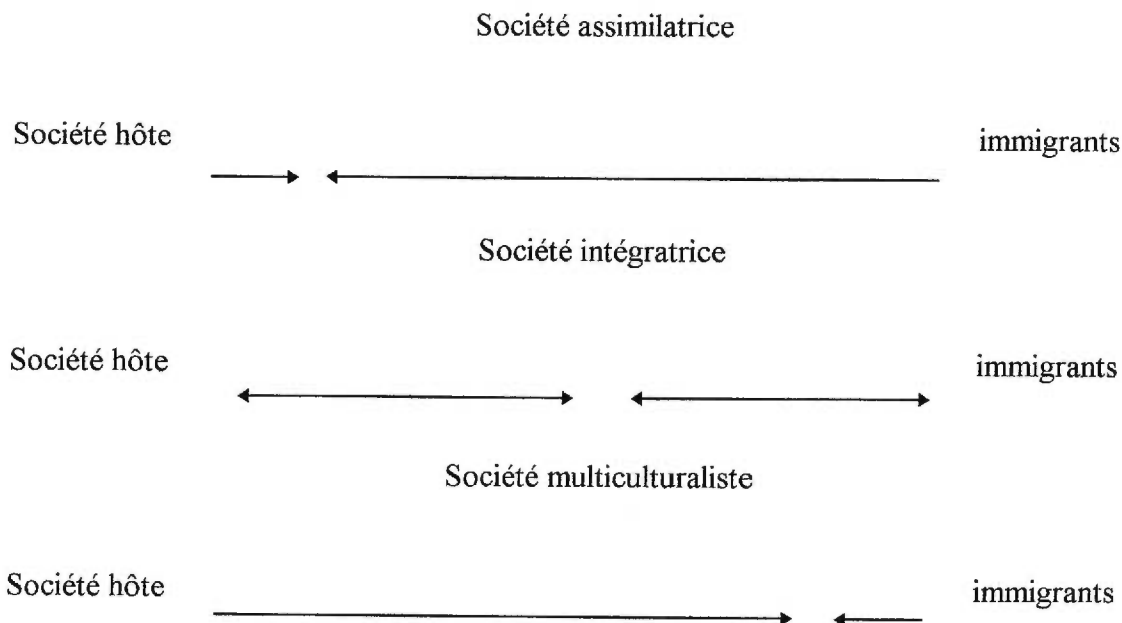 Société assimilatrice
Société hôte immigrants
Société intégratrice
Société hôte immigrants
Société multiculturaliste
Société hôte immigrants